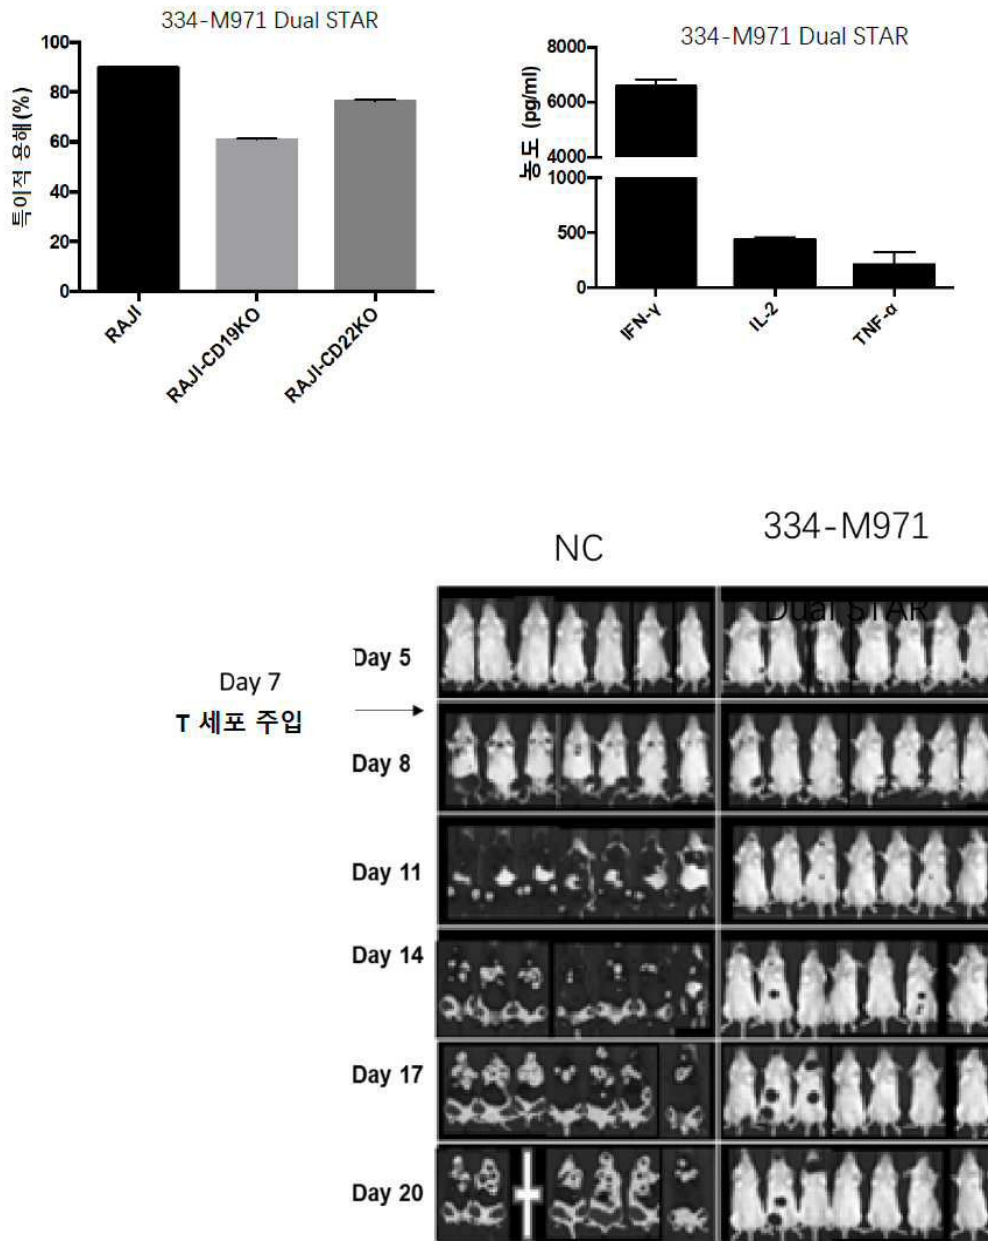 334-M971 Dual STAR
특이적 용해(%)
100
80
60
40
20
0
RAJI
RAJI-CD19KO
RAJI-CD22KO
334-M971 Dual STAR
농도 (pg/ml)
8000
6000
4000
1000
500
0
IFN-γ
IL-2
TNF-α
NC
334-M971
Dual STAR
Day 5
Day 7
T 세포 주입
Day 8
Day 11
Day 14
Day 17
Day 20